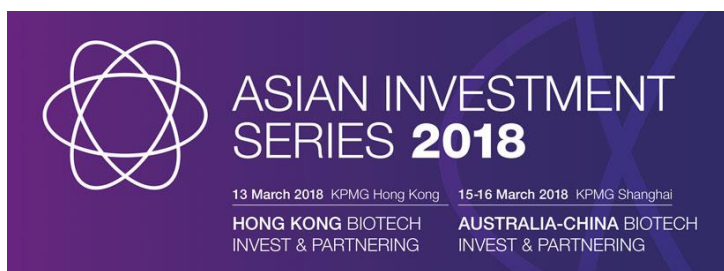 ASIAN INVESTMENT
SERIES 2018
13 March 2018 KPMG Hong Kong
HONG KONG BIOTECH
INVEST & PARTNERING
15-16 March 2018 KPMG Shanghai
AUSTRALIA-CHINA BIOTECH
INVEST & PARTNERING